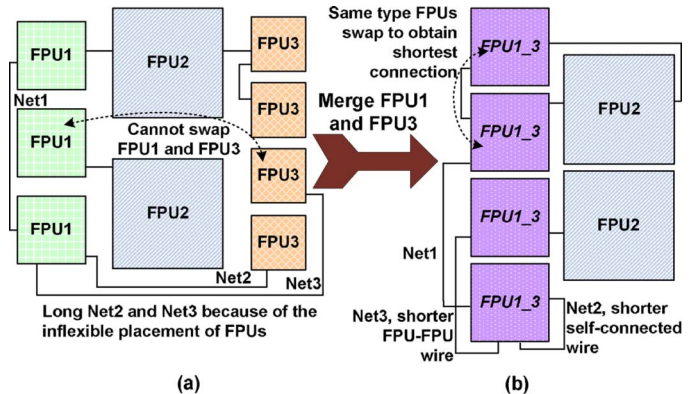 FPU1
FPU2
FPU3
Net1
FPU3
FPU1
Cannot swap
FPU1 and FPU3
FPU3
FPU2
FPU1
FPU3
Net2
Net3
Long Net2 and Net3 because of the
inflexible placement of FPUs
(a)
Merge FPU1
and FPU3
Same type FPUs
swap to obtain
shortest
connection
FPU1_3
FPU2
FPU1_3
FPU1_3
FPU2
Net1
FPU1_3
Net3, shorter
FPU-FPU
wire
Net2, shorter
self-connected
wire
(b)